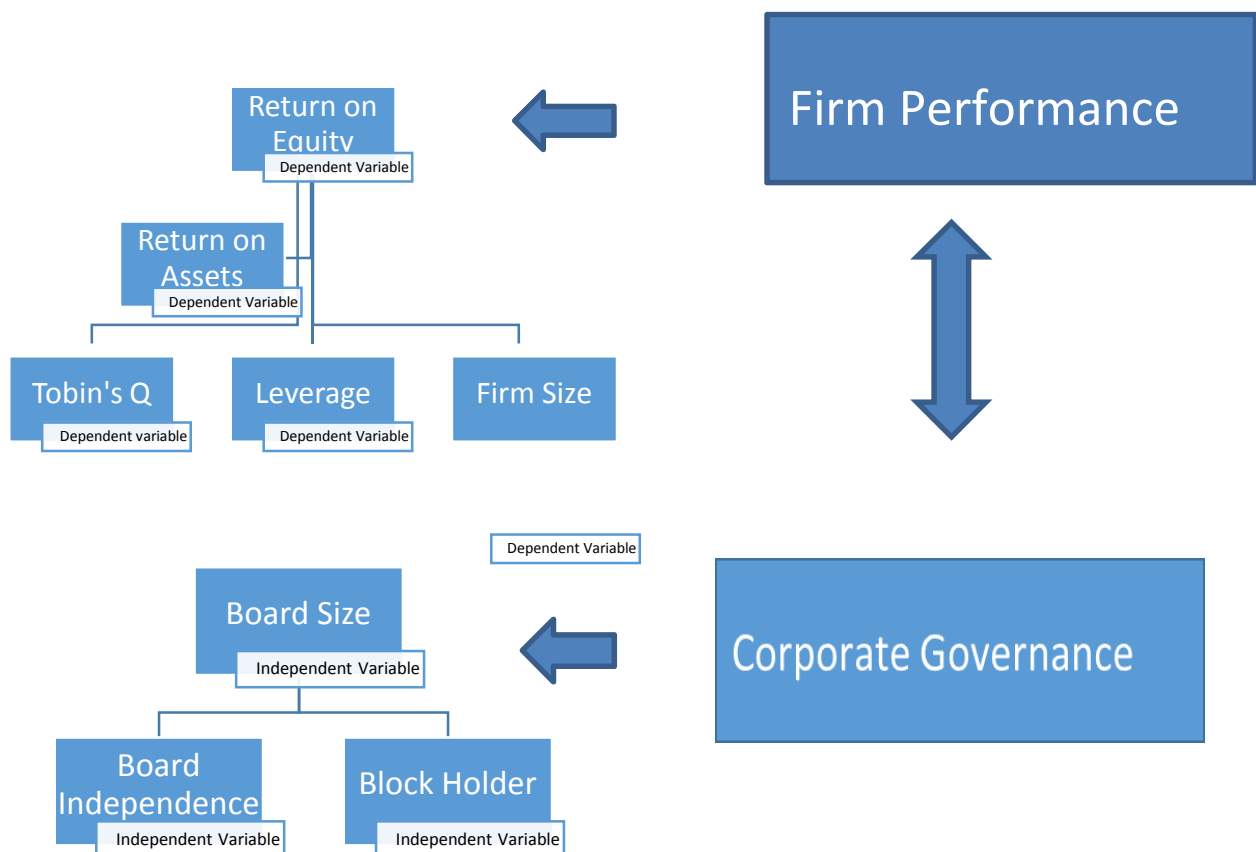 Firm Performance
Return on
Equity
Dependent Variable
Return on
Assets
Dependent Variable
Tobin's Q
Dependent variable
Leverage
Dependent Variable
Firm Size
Dependent Variable
Board Size
Independent Variable
Corporate Governance
Board
Independence
Independent Variable
Block Holder
Independent Variable